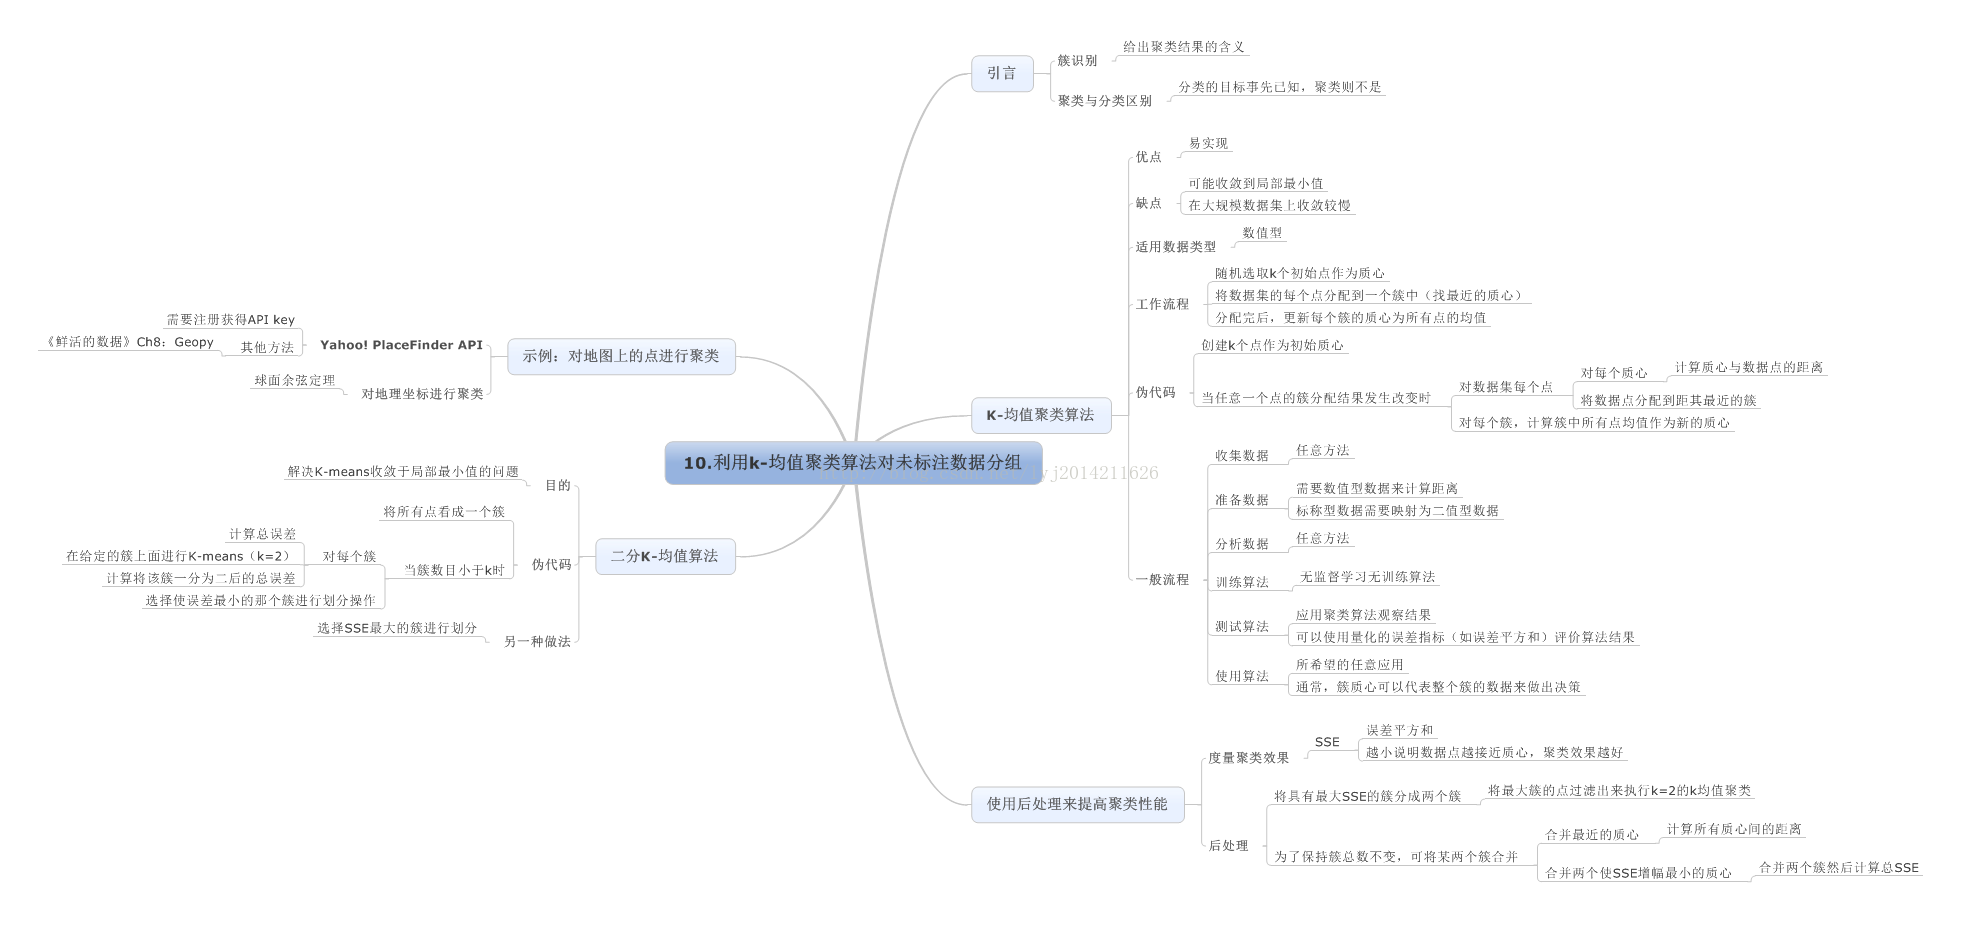 10.利用k-均值聚类算法对未标注数据分组
引言
簇识别
给出聚类结果的含义
聚类与分类区别
分类的目标事先已知，聚类则不是
K-均值聚类算法
优点
易实现
缺点
可能收敛到局部最小值
在大规模数据集上收敛较慢
适用数据类型
数值型
工作流程
随机选取k个初始点作为质心
将数据集的每个点分配到一个簇中（找最近的质心）
分配完后，更新每个簇的质心为所有点的均值
伪代码
创建k个点作为初始质心
当任意一个点的簇分配结果发生改变时
对数据集每个点
对每个质心
计算质心与数据点的距离
将数据点分配到距其最近的簇
对每个簇，计算簇中所有点均值作为新的质心
一般流程
收集数据
任意方法
准备数据
需要数值型数据来计算距离
标称型数据需要映射为二值型数据
分析数据
任意方法
训练算法
无监督学习无训练算法
测试算法
应用聚类算法观察结果
可以使用量化的误差指标（如误差平方和）评价算法结果
使用算法
所希望的任意应用
通常，簇质心可以代表整个簇的数据来做出决策
使用后处理来提高聚类性能
度量聚类效果
SSE
误差平方和
越小说明数据点越接近质心，聚类效果越好
后处理
将具有最大SSE的簇分成两个簇
将最大簇的点过滤出来执行k=2的k均值聚类
为了保持簇总数不变，可将某两个簇合并
合并最近的质心
计算所有质心间的距离
合并两个使SSE增幅最小的质心
合并两个簇然后计算总SSE
示例：对地图上的点进行聚类
Yahoo! PlaceFinder API
需要注册获得API key
其他方法
《鲜活的数据》Ch8：Geopy
对地理坐标进行聚类
球面余弦定理
二分K-均值算法
目的
解决K-means收敛于局部最小值的问题
伪代码
将所有点看成一个簇
当簇数目小于k时
对每个簇
计算总误差
在给定的簇上面进行K-means（k=2）
计算将该簇一分为二后的总误差
选择使误差最小的那个簇进行划分操作
另一种做法
选择SSE最大的簇进行划分
j2014211626